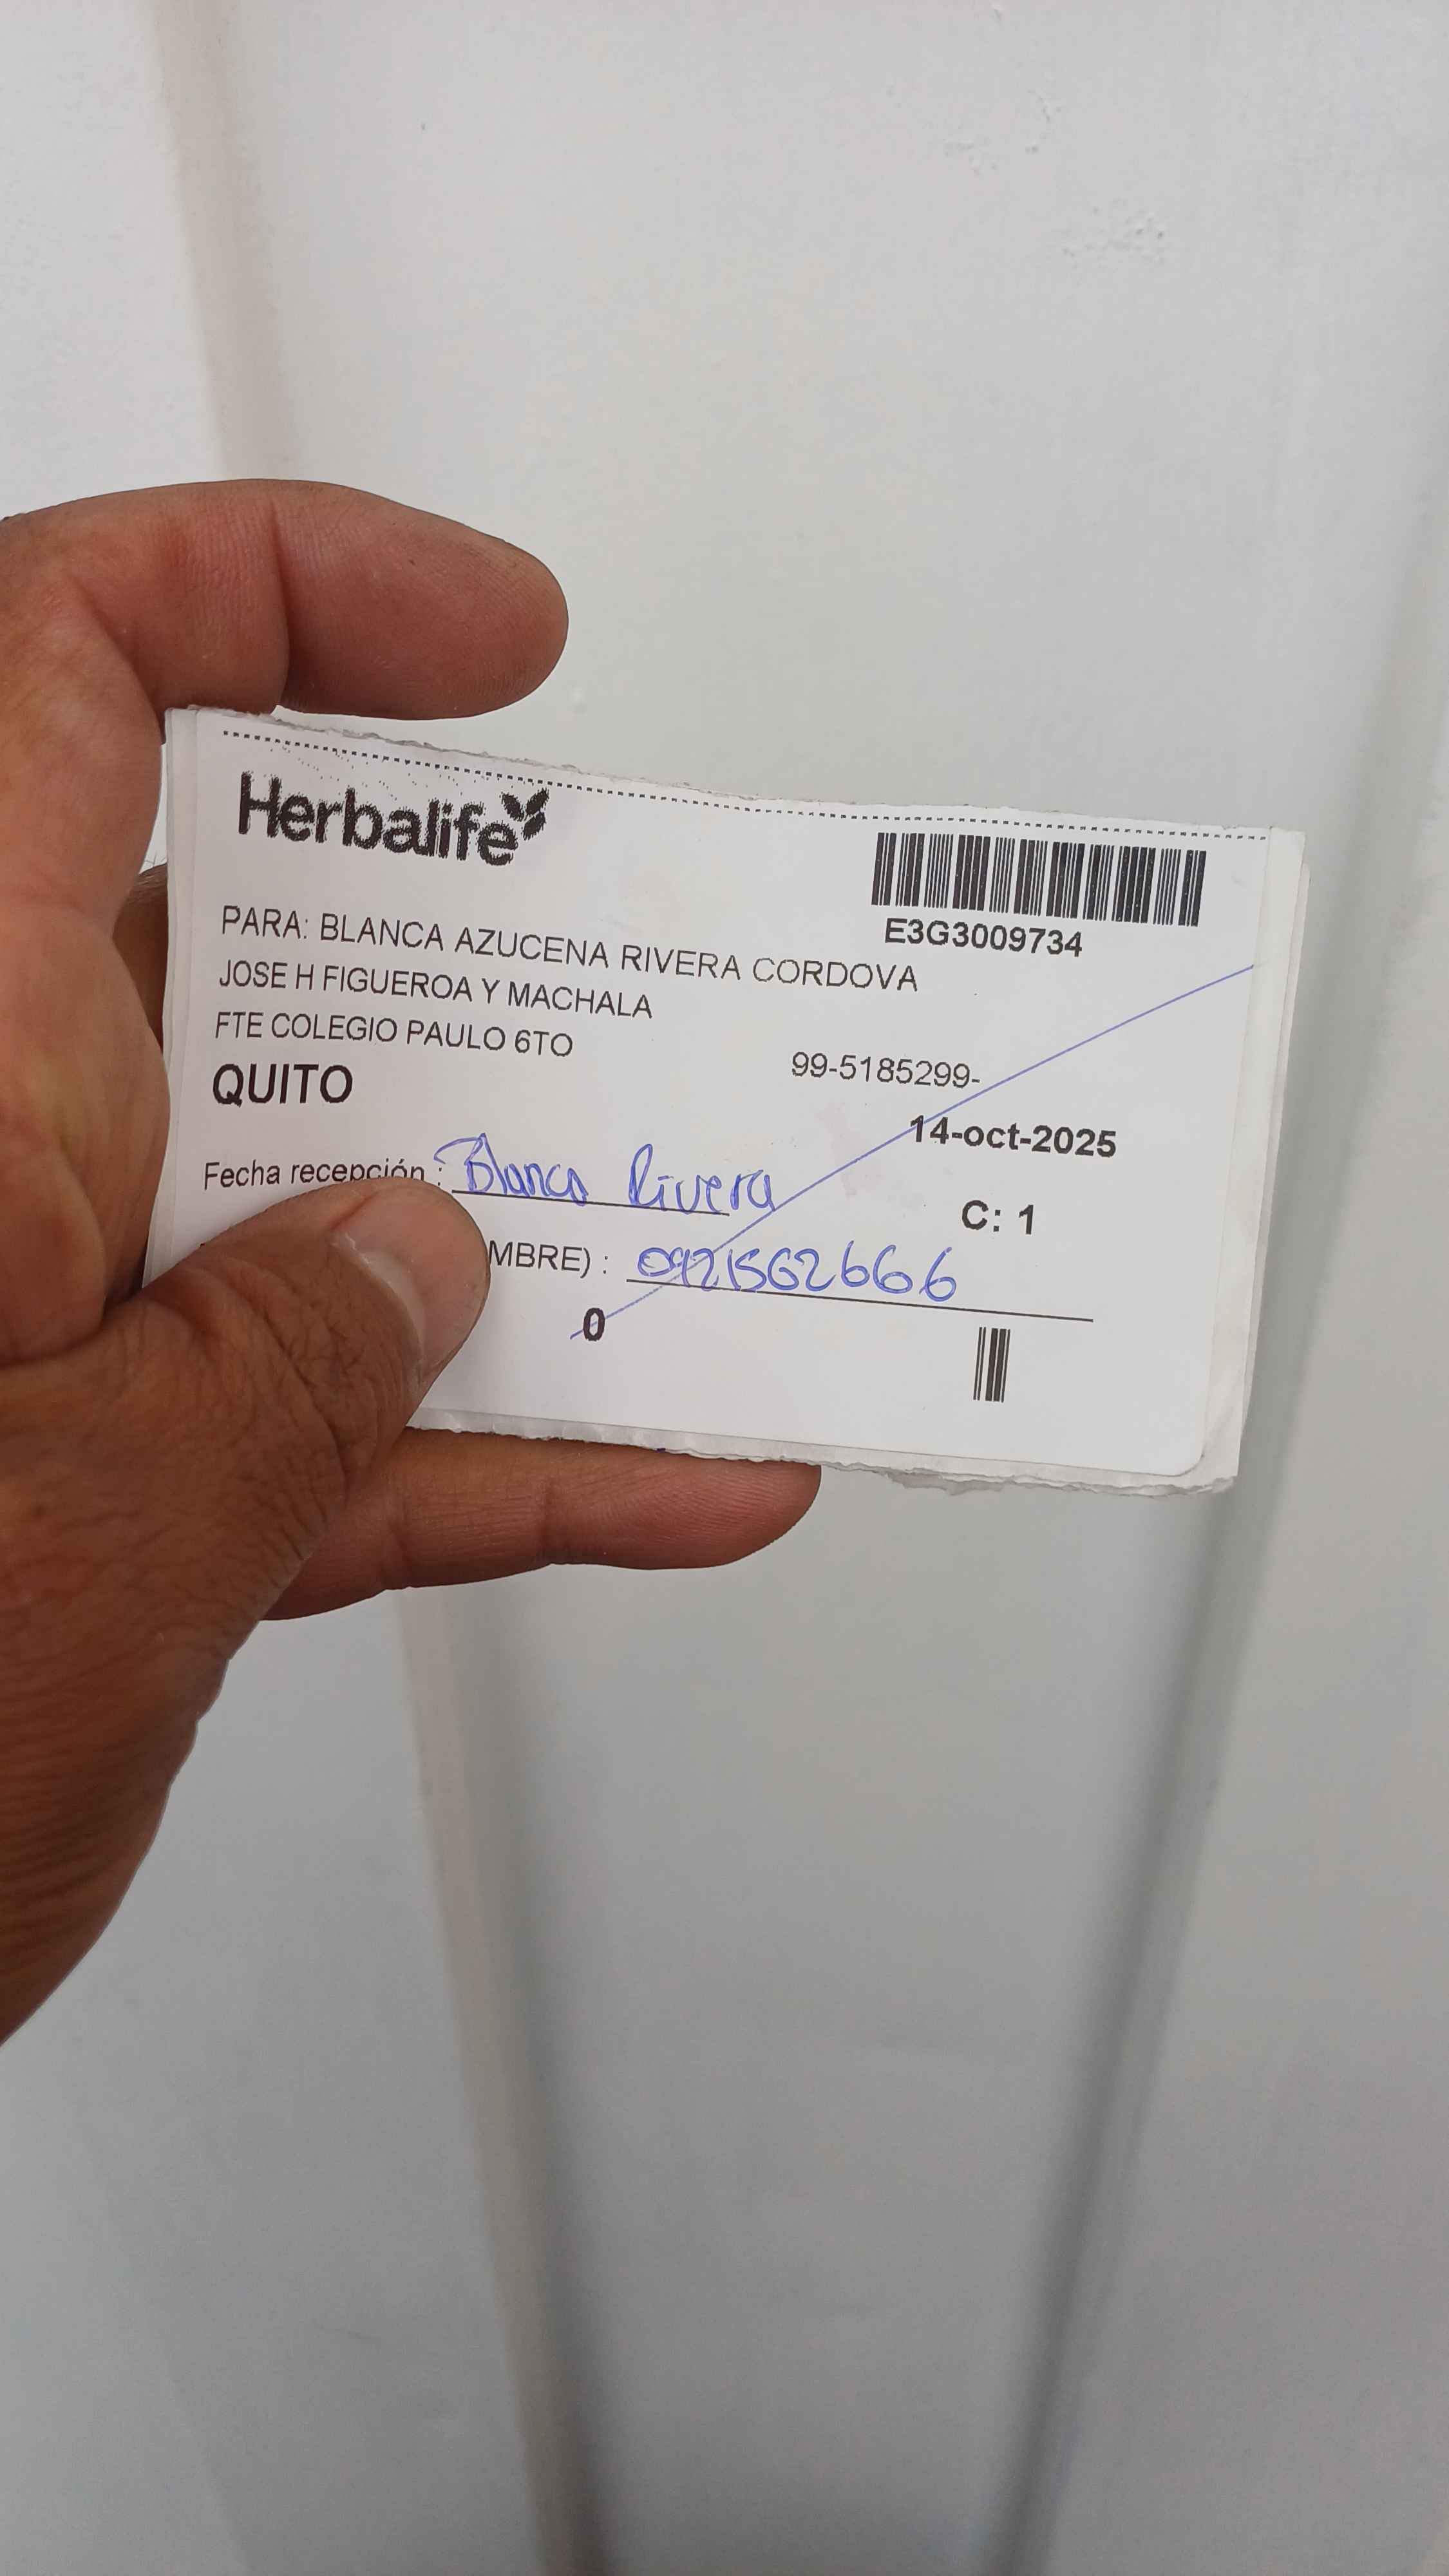 Herbalife
E3G3009734
PARA: BLANCA AZUCENA RIVERA CORDOVA
JOSE H FIGUEROA Y MACHALA
FTE COLEGIO PAULO 6TO
99-5185299-
QUITO
14-oct-2025
Fecha recepción : Blanca Rivera
C: 1
MBRE) : 0921562666
0